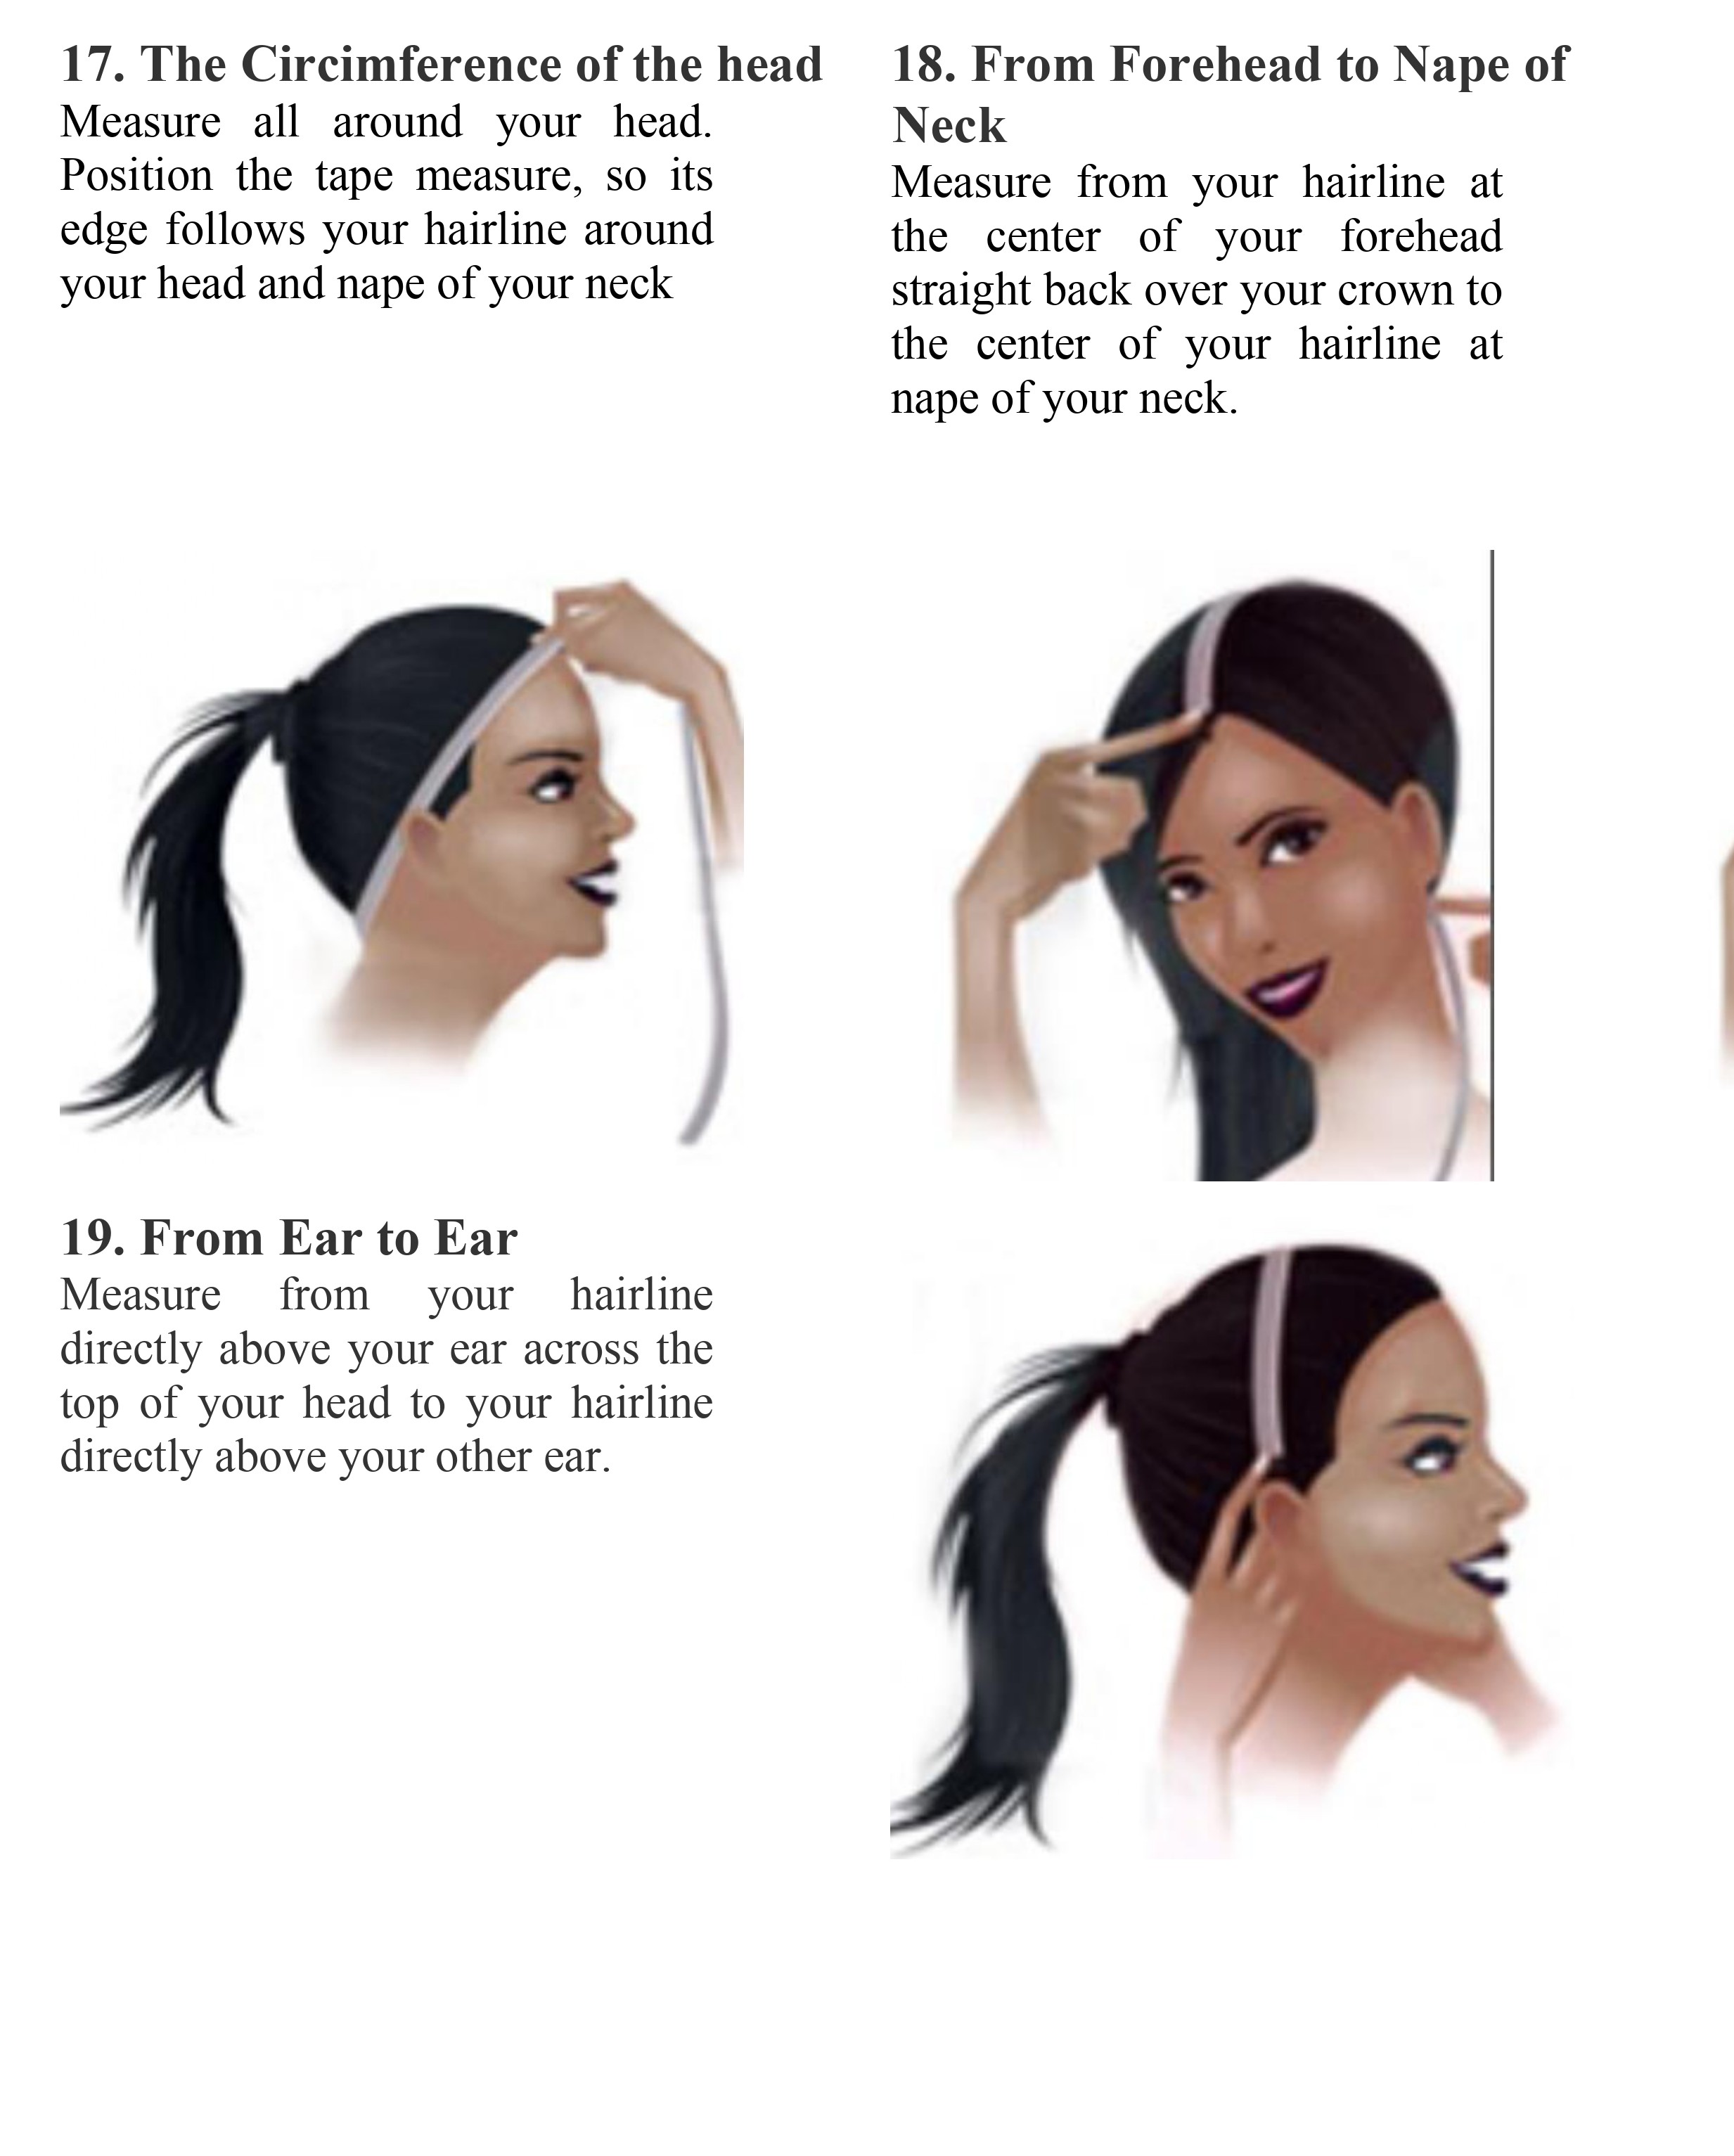 17. The Circimference of the head
Measure all around your head.
Position the tape measure, so its
edge follows your hairline around
your head and nape of your neck
18. From Forehead to Nape of
Neck
Measure from your hairline at
the center of your forehead
straight back over your crown to
the center of your hairline at
nape of your neck.
19. From Ear to Ear
Measure from your hairline
directly above your ear across the
top of your head to your hairline
directly above your other ear.